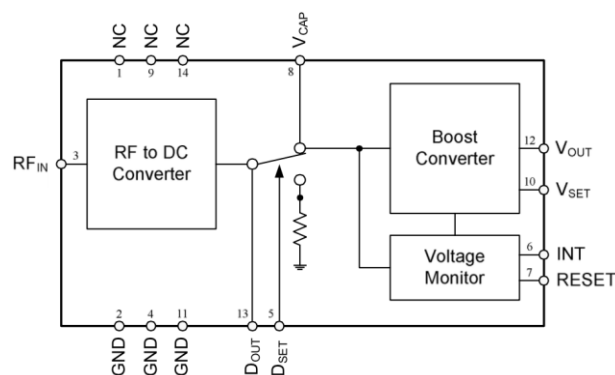 NC NC NC VCAP
1 9 14 8
RFIN 3 RF to DC
Converter
Boost
Converter
12 VOUT
10 VSET
Voltage
Monitor
6 INT
7 RESET
2 4 11 13 5
GND GND GND DOUT DSET